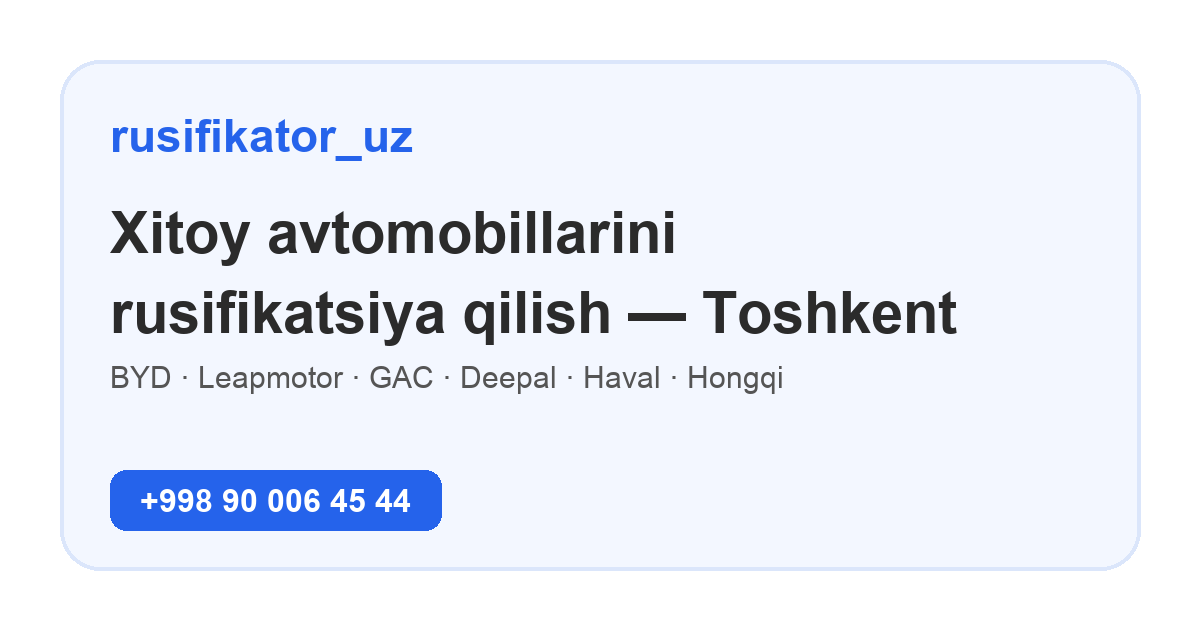 rusifikator_uz
Xitoy avtomobillarini
rusifikatsiya qilish — Toshkent
BYD · Leapmotor · GAC · Deepal · Haval · Hongqi
+998 90 006 45 44